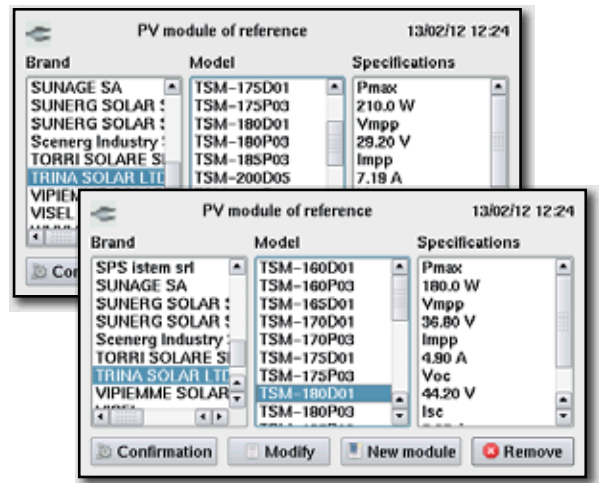 PV module of reference 13/02/12 12:24
Brand Model Specifications
SUNAGE SA TSM-175D01 Pmax
SUNERG SOLAR TSM-175P03 210.0 W
SUNERG SOLAR TSM-180D01 Vmpp
Scenerg Industry TSM-180P03 29.20 V
TORRI SOLARE TSM-185P03 Impp
TRINA SOLAR LTD TSM-200D05 7.19 A
VISEL
PV module of reference 13/02/12 12:24
Brand Model Specifications
SPS istem srl TSM-160D01 Pmax
SUNAGE SA TSM-160P03 180.0 W
SUNERG SOLAR TSM-165D01 Vmpp
SUNERG SOLAR TSM-170D01 36.80 V
Scenerg Industry TSM-170P03 Impp
TORRI SOLARE TSM-175D01 4.90 A
TRINA SOLAR LTD TSM-175P03 Voc
VIPIEMME SOLAR TSM-180D01 44.20 V
TSM-180P03 Isc
Confirmation Modify New module Remove